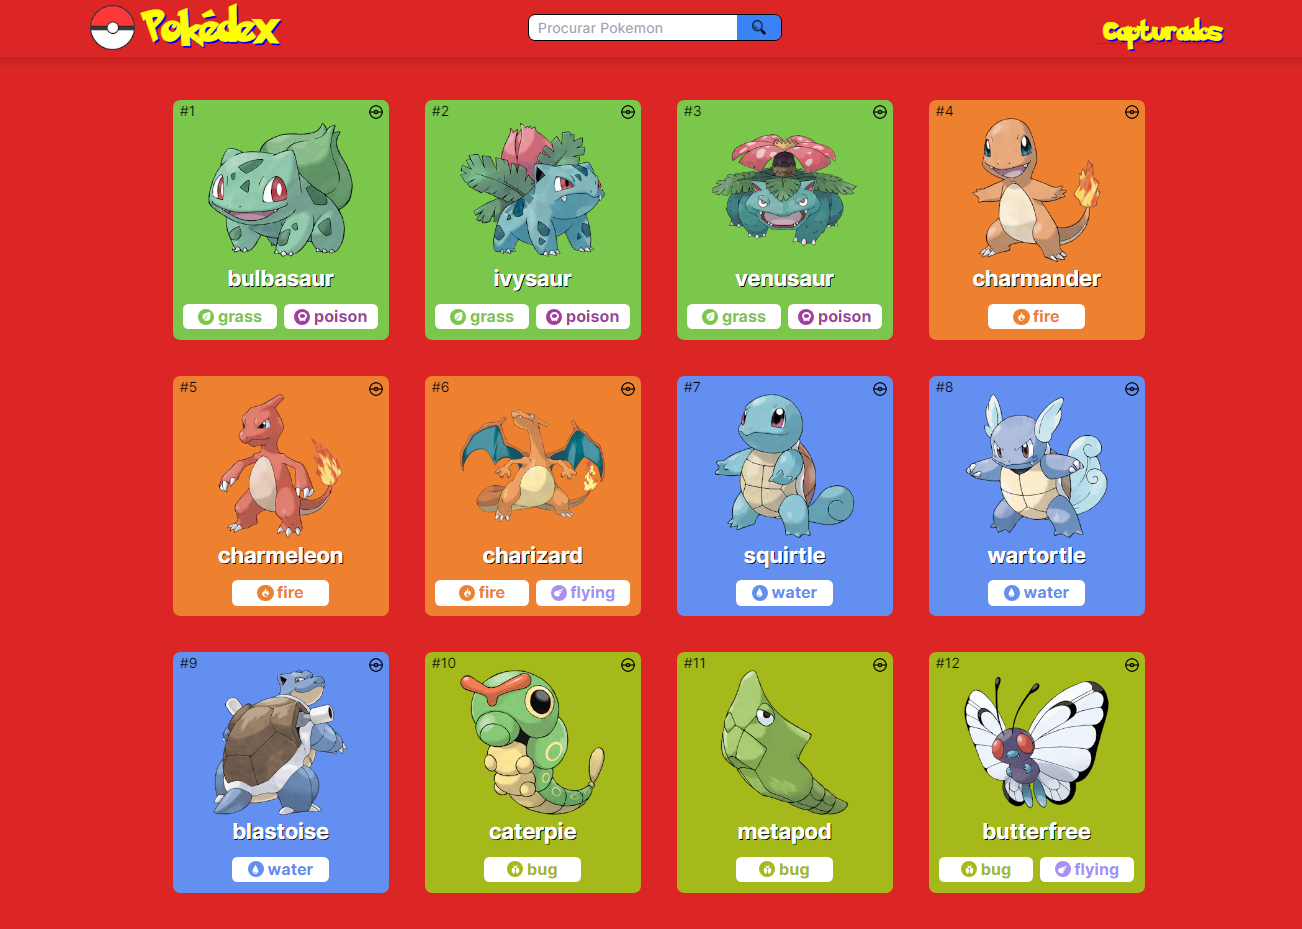 Pokédex
Procurar Pokemon
Capturados
#1
bulbasaur
grass poison
#2
ivysaur
grass poison
#3
venusaur
grass poison
#4
charmander
fire
#5
charmeleon
fire
#6
charizard
fire flying
#7
squirtle
water
#8
wartortle
water
#9
blastoise
water
#10
caterpie
bug
#11
metapod
bug
#12
butterfree
bug flying